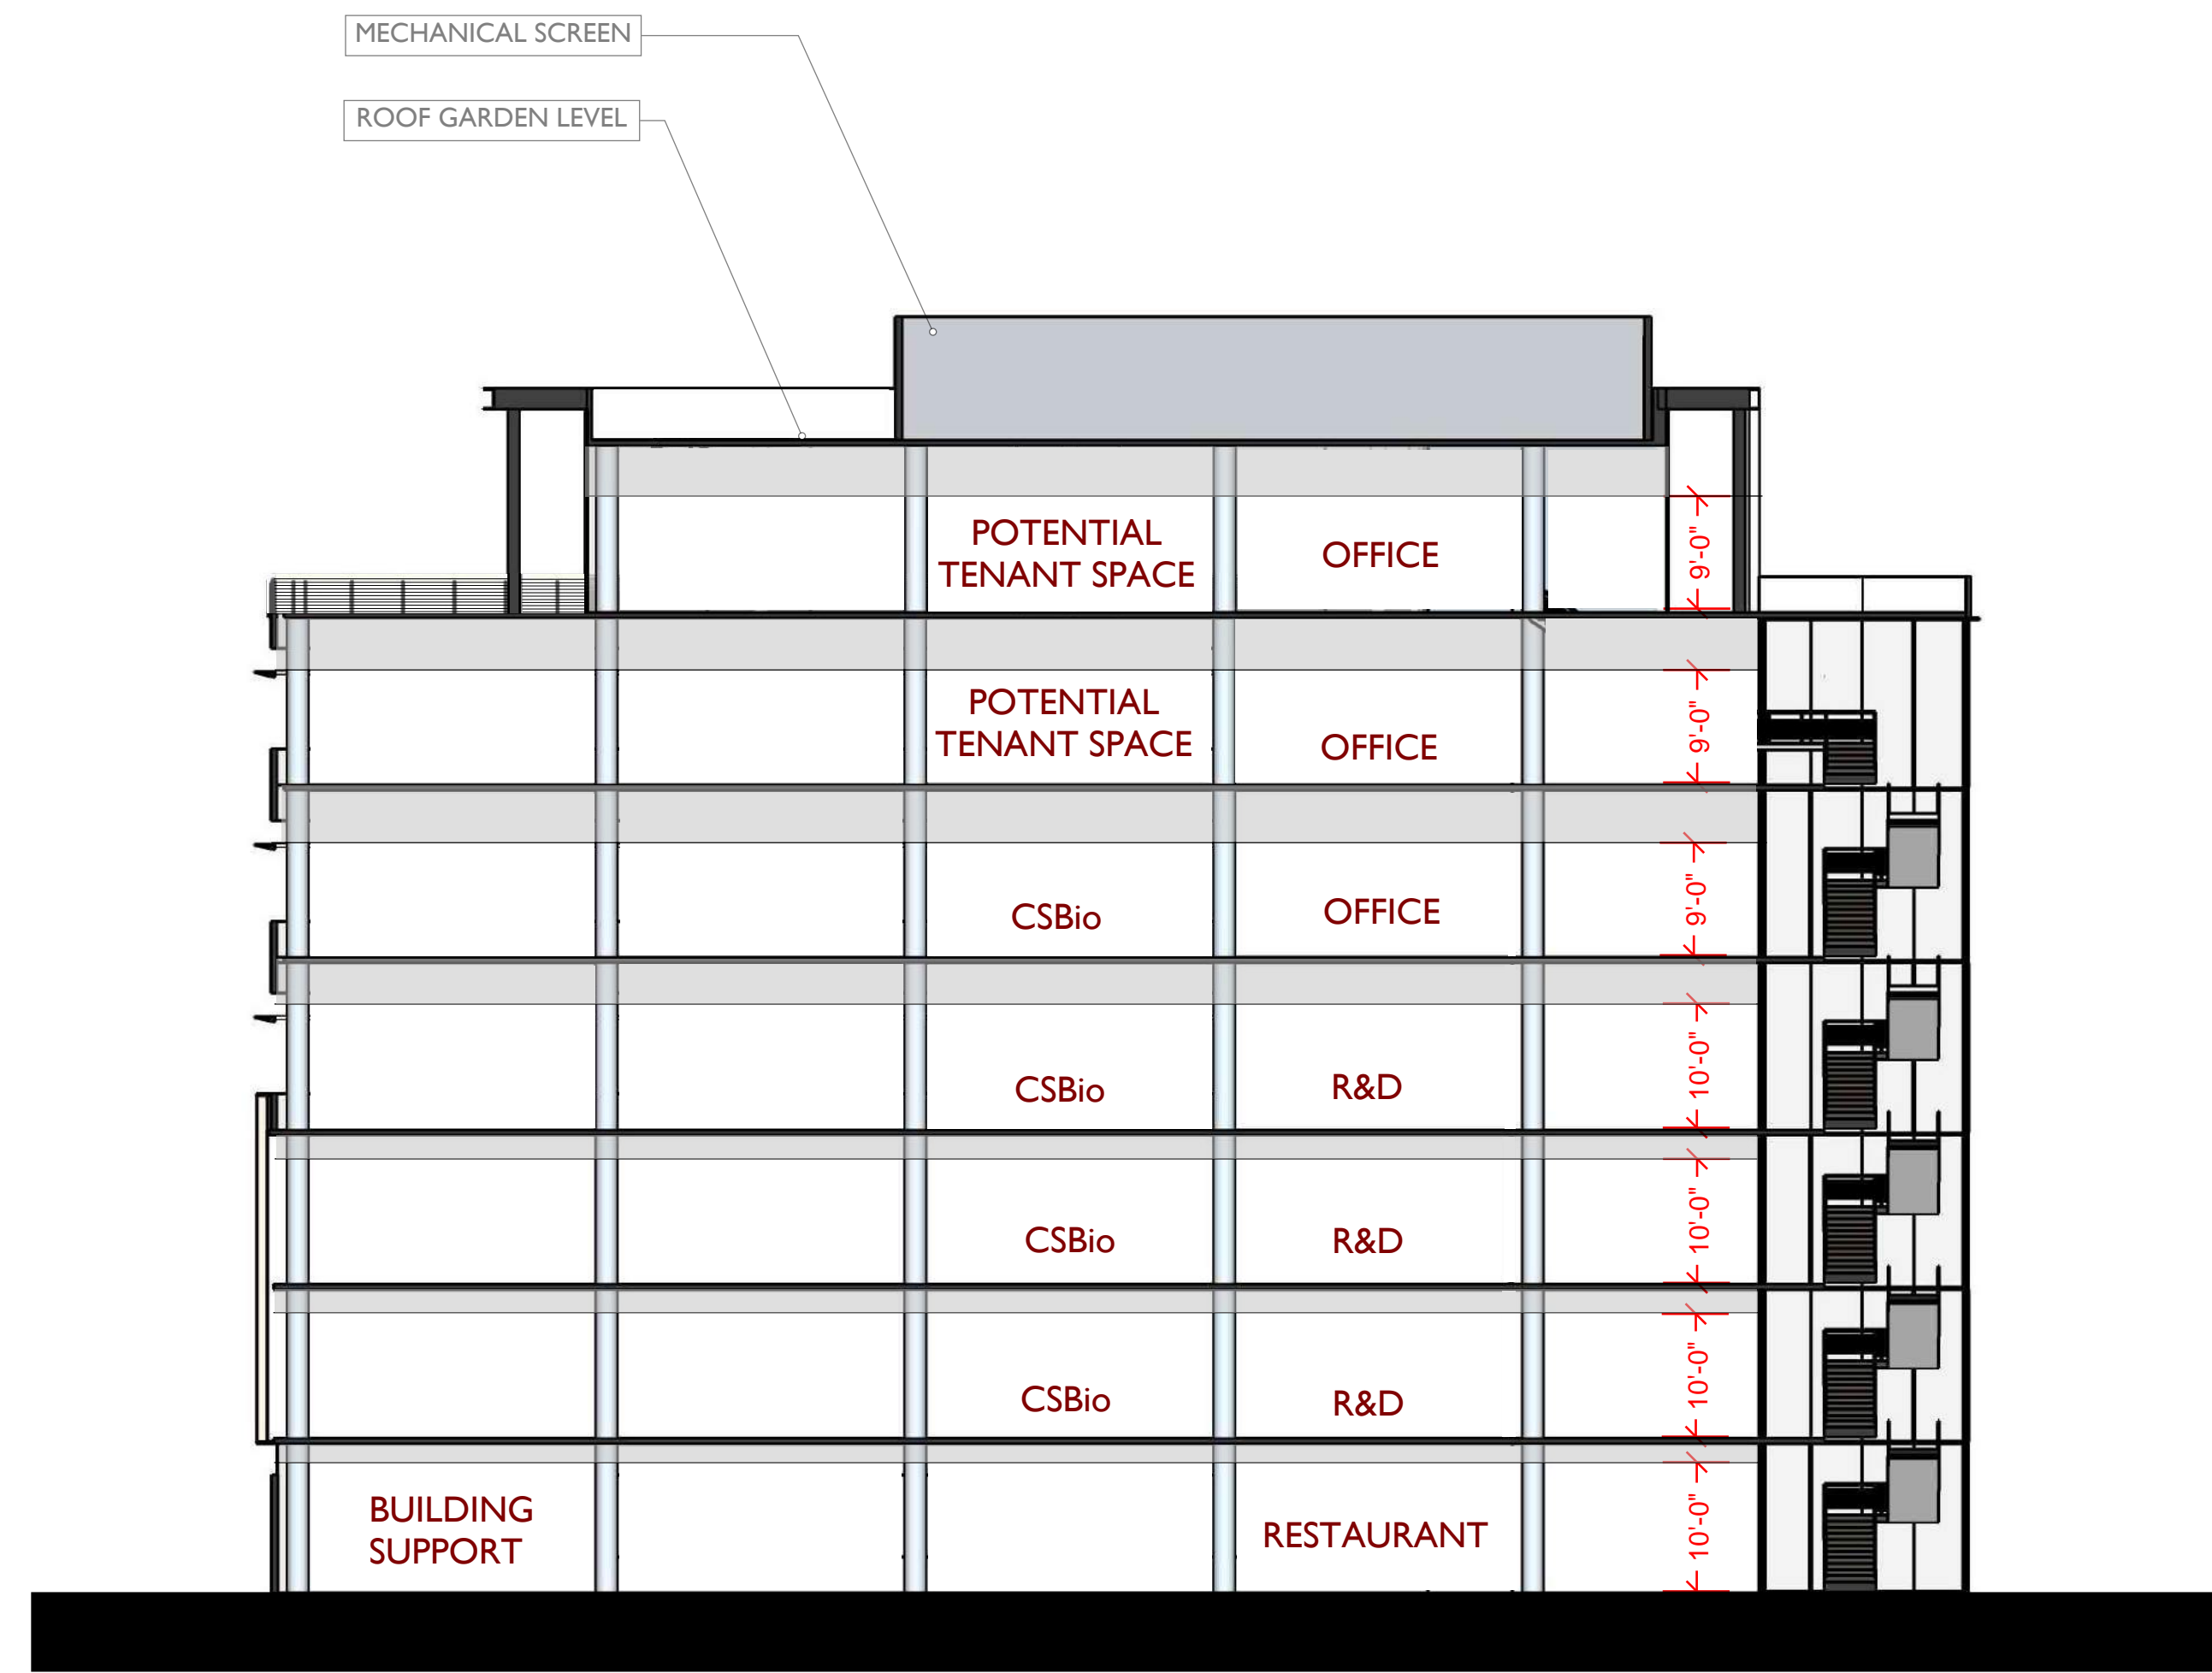 MECHANICAL SCREEN
ROOF GARDEN LEVEL
POTENTIAL
TENANT SPACE
OFFICE
9'-0"
POTENTIAL
TENANT SPACE
OFFICE
9'-0"
CSBio
OFFICE
9'-0"
CSBio
R&D
10'-0"
CSBio
R&D
10'-0"
CSBio
R&D
10'-0"
BUILDING
SUPPORT
RESTAURANT
10'-0"